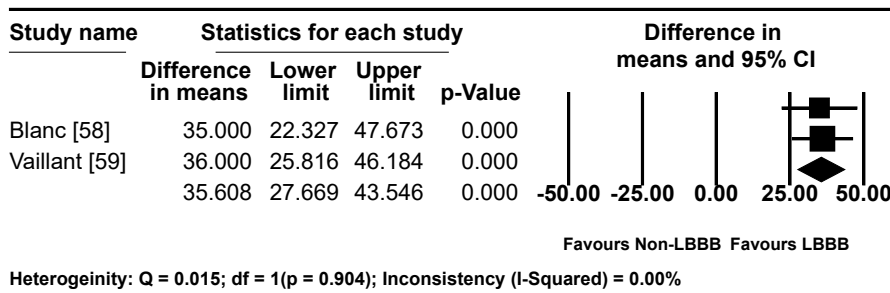 Study name Statistics for each study Difference in
means and 95% CI
Difference Lower Upper
in means limit limit p-Value
Blanc [58] 35.000 22.327 47.673 0.000
Vaillant [59] 36.000 25.816 46.184 0.000
35.608 27.669 43.546 0.000 -50.00 -25.00 0.00 25.00 50.00
Favours Non-LBBB Favours LBBB
Heterogeinity: Q = 0.015; df = 1(p = 0.904); Inconsistency (I-Squared) = 0.00%